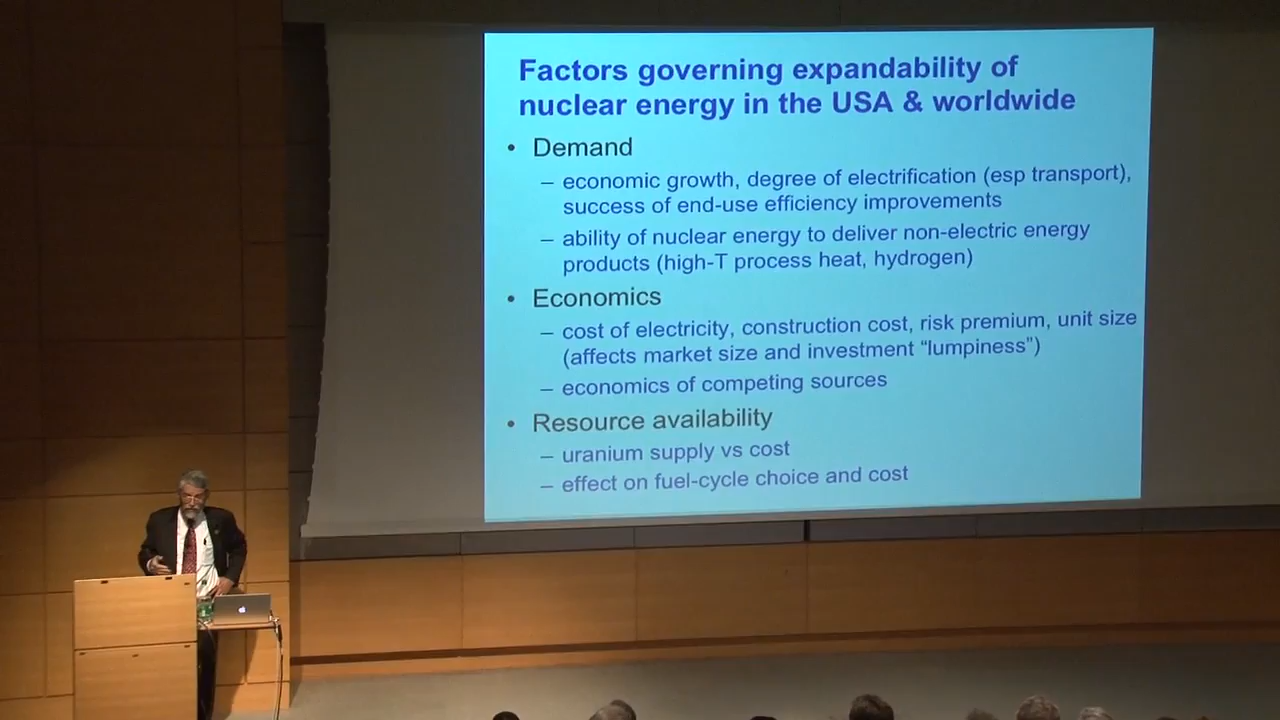 Factors governing expandability of
nuclear energy in the USA & worldwide
• Demand
– economic growth, degree of electrification (esp transport),
success of end-use efficiency improvements
– ability of nuclear energy to deliver non-electric energy
products (high-T process heat, hydrogen)
• Economics
– cost of electricity, construction cost, risk premium, unit size
(affects market size and investment “lumpiness”)
– economics of competing sources
• Resource availability
– uranium supply vs cost
– effect on fuel-cycle choice and cost